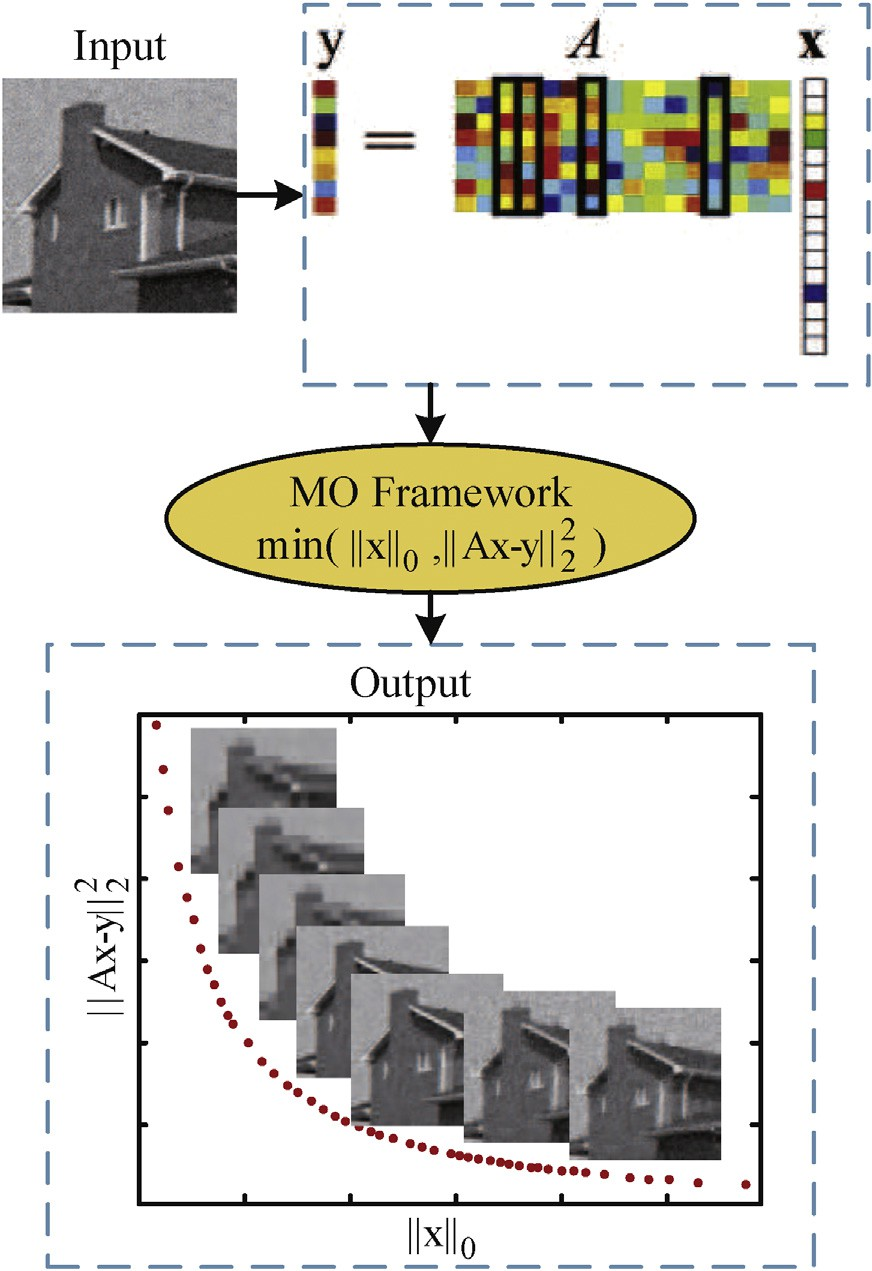 Input
y
=
A
x
MO Framework
min( ||x||₀ ,||Ax-y||₂² )
Output
||Ax-y||₂²
||x||₀